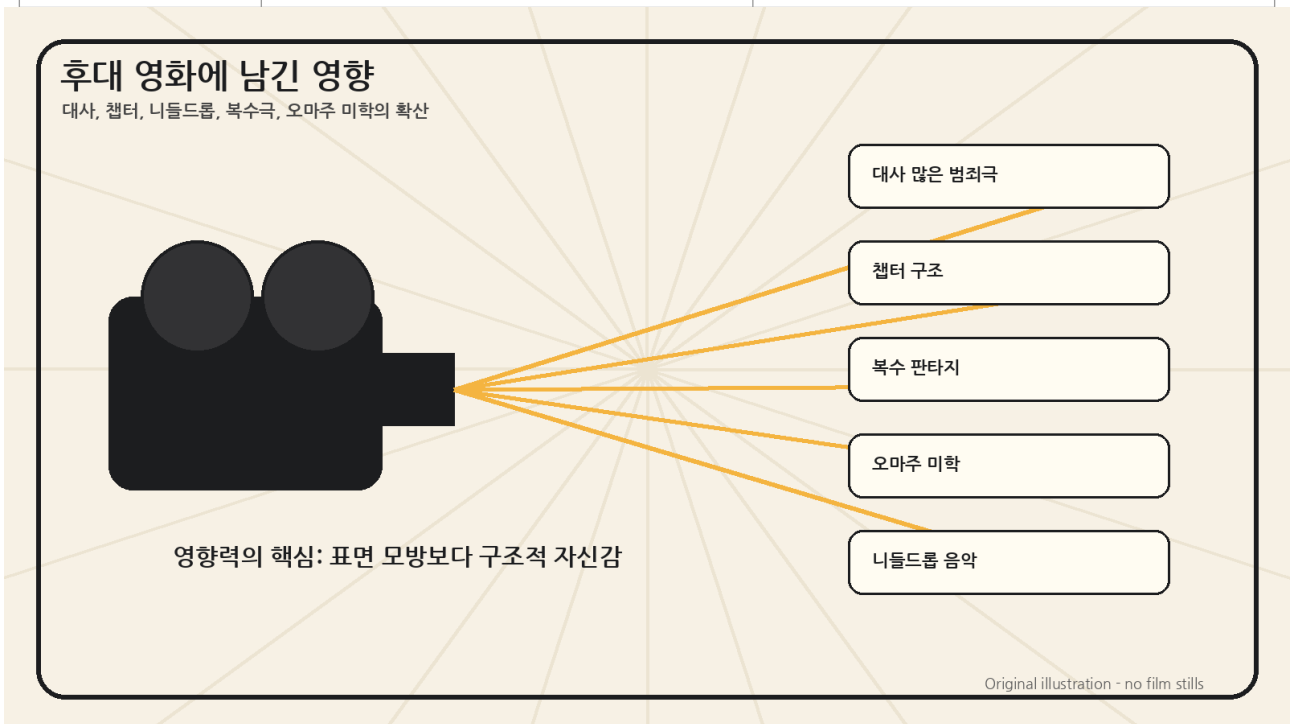 후대 영화에 남긴 영향
대사, 챕터, 니들드롭, 복수극, 오마주 미학의 확산
대사 많은 범죄극
챕터 구조
복수 판타지
오마주 미학
니들드롭 음악
영향력의 핵심: 표면 모방보다 구조적 자신감
Original illustration - no film stills